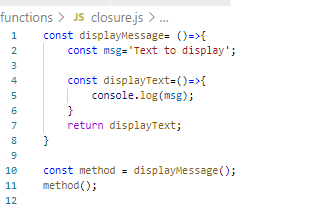 functions > JS closure.js > ...
1 const displayMessage= ()=>{
2 const msg='Text to display';
3
4 const displayText=()=>{
5 console.log(msg);
6 }
7 return displayText;
8 }
9
10 const method = displayMessage();
11 method();
12